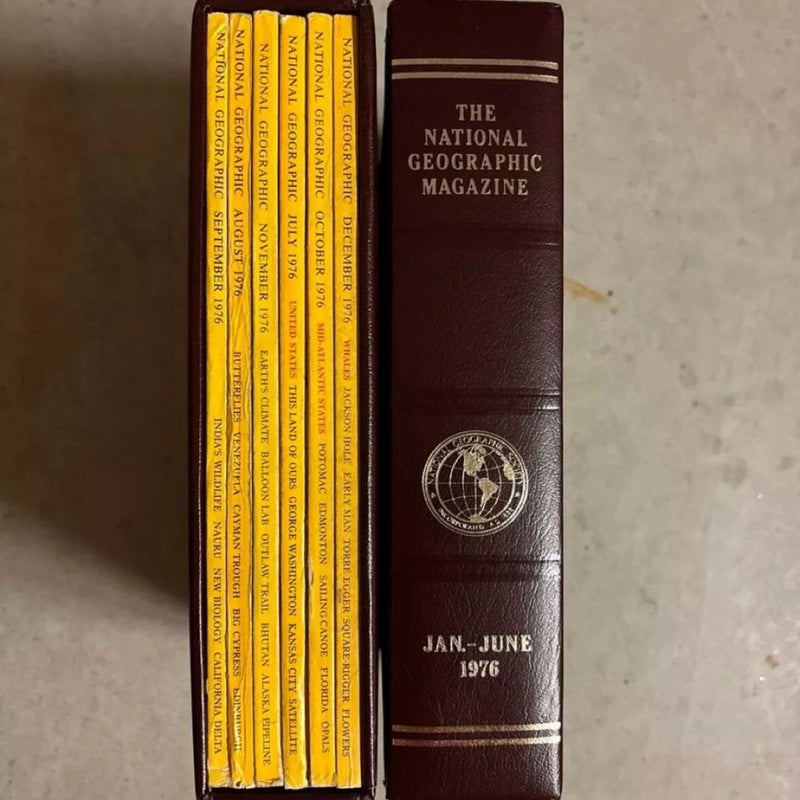 NATIONAL GEOGRAPHIC SEPTEMBER 1976 INDIA'S WILDLIFE NAURU NEW BIOLOGY CALIFORNIA DELTA
NATIONAL GEOGRAPHIC AUGUST 1976 BUTTERFLIES VENEZUELA CAYMAN TROUGH BIG CYPRESS EDINBURGH
NATIONAL GEOGRAPHIC NOVEMBER 1976 EARTH'S CLIMATE BALLOON LAB OUTLAW TRAIL BHUTAN ALASKA PIPELINE
NATIONAL GEOGRAPHIC JULY 1976 UNITED STATES THIS LAND OF OURS GEORGE WASHINGTON KANSAS CITY SATELLITE
NATIONAL GEOGRAPHIC OCTOBER 1976 MID-ATLANTIC STATES POTOMAC EDMONTON SAILING CANOE FLORIDA OPALS
NATIONAL GEOGRAPHIC DECEMBER 1976 WHALES JACKSON HOLE EARLY MAN TORRE EGGER SQUARE-RIGGER FLOWERS
THE
NATIONAL
GEOGRAPHIC
MAGAZINE
NATIONAL GEOGRAPHIC SOCIETY
INCORPORATED A.D. 1888
JAN.–JUNE
1976